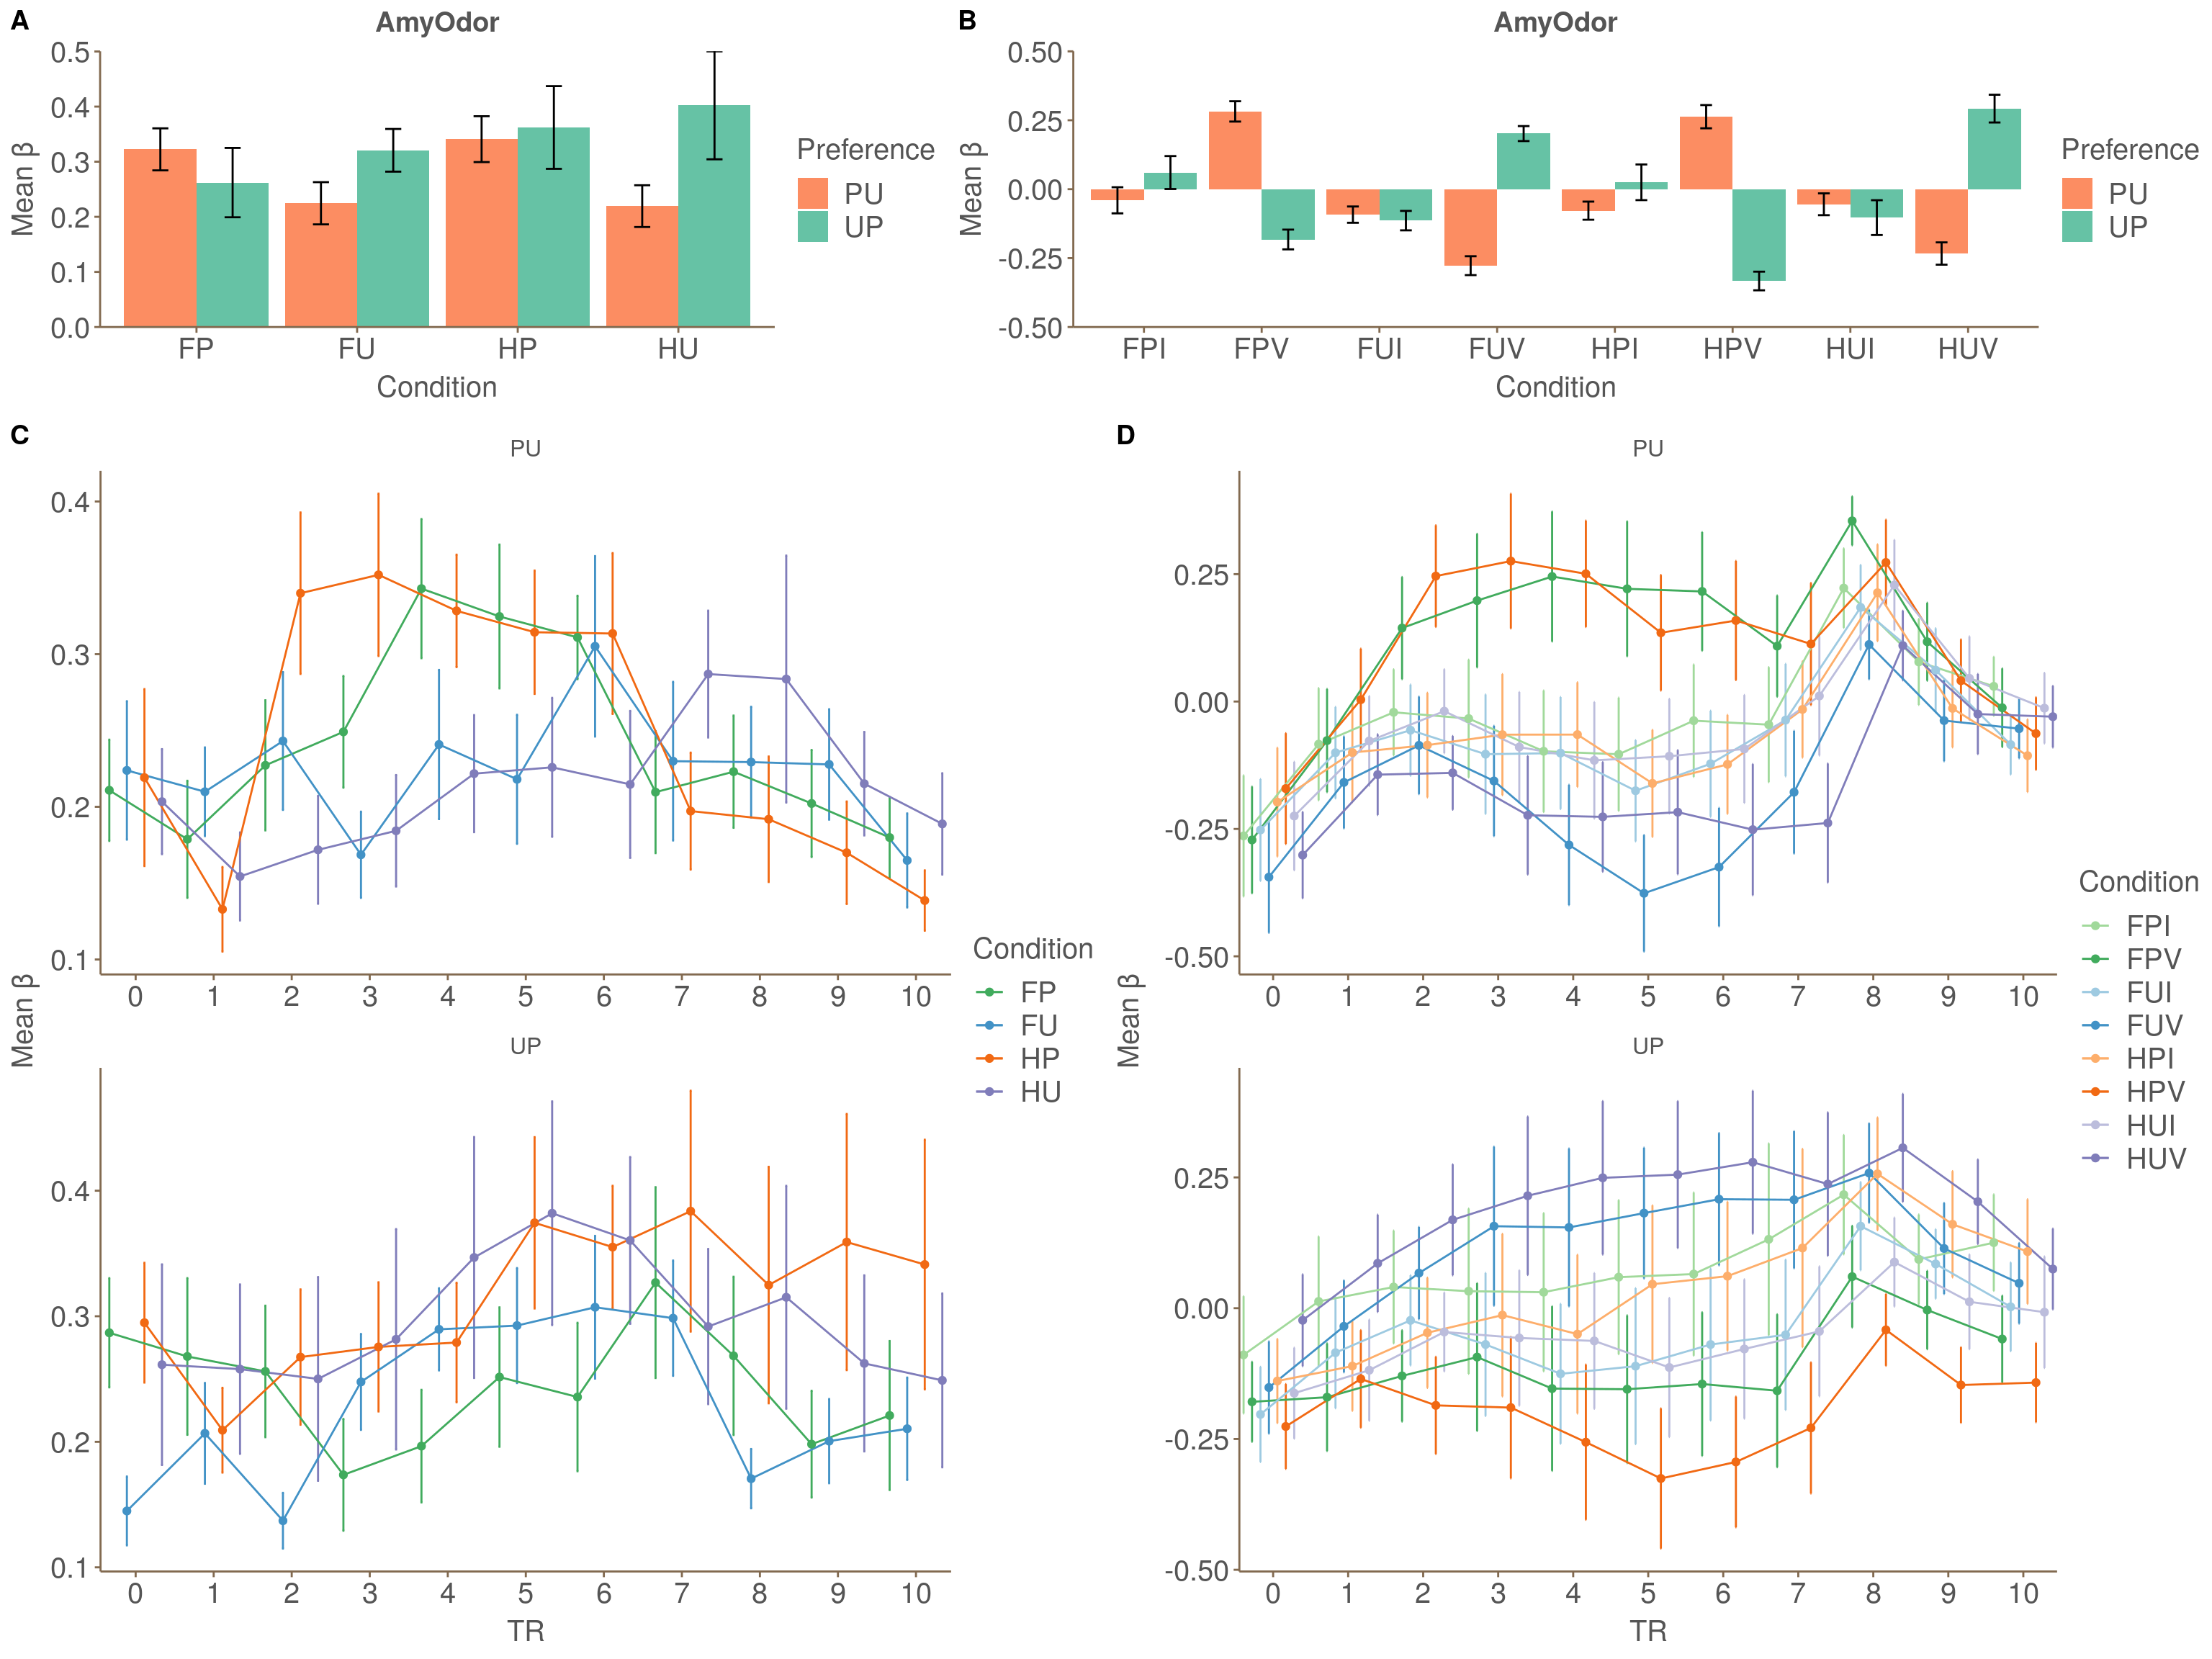 A
AmyOdor
Mean β
0.5
0.4
0.3
0.2
0.1
0.0
FP FU HP HU
Condition
Preference
PU
UP
B
AmyOdor
Mean β
0.50
0.25
0.00
-0.25
-0.50
FPI FPV FUI FUV HPI HPV HUI HUV
Condition
Preference
PU
UP
C
PU
0.4
0.3
0.2
0.1
0 1 2 3 4 5 6 7 8 9 10
Mean β
UP
0.4
0.3
0.2
0.1
0 1 2 3 4 5 6 7 8 9 10
TR
Condition
FP
FU
HP
HU
D
PU
0.25
0.00
-0.25
-0.50
0 1 2 3 4 5 6 7 8 9 10
Mean β
UP
0.25
0.00
-0.25
-0.50
0 1 2 3 4 5 6 7 8 9 10
TR
Condition
FPI
FPV
FUI
FUV
HPI
HPV
HUI
HUV